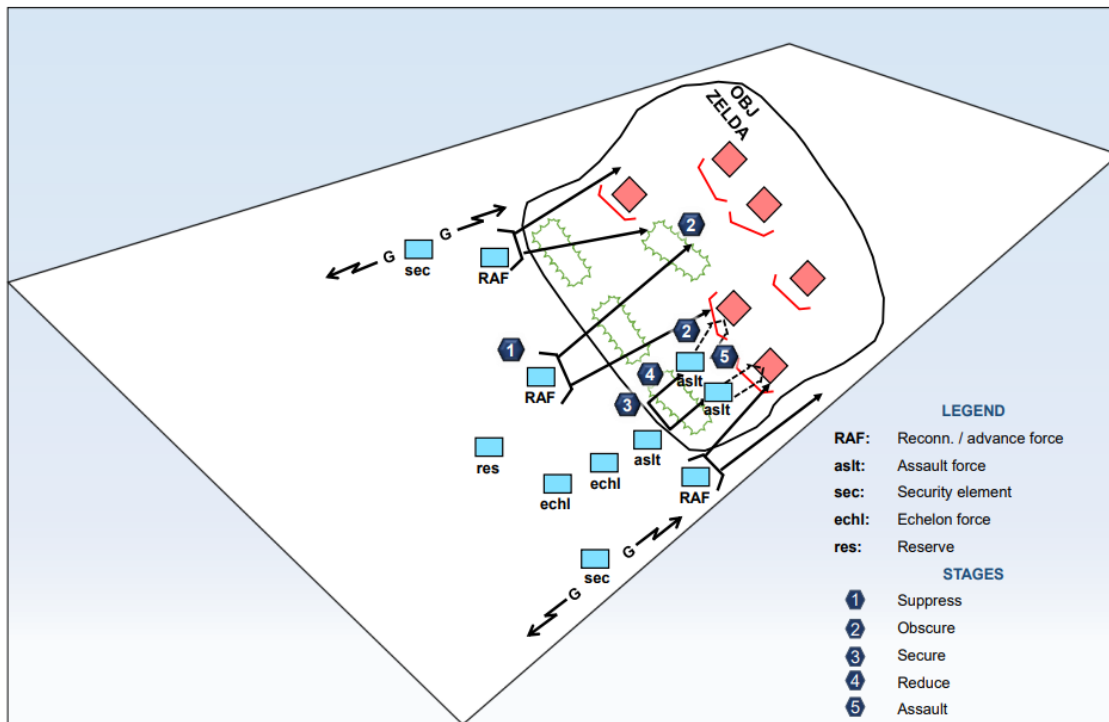 OBJ
ZELDA
2
G
G
sec
RAF
1
2
5
4
aslt
RAF
aslt
3
aslt
res
echl
echl
RAF
G
sec
G
LEGEND
RAF: Reconn. / advance force
aslt: Assault force
sec: Security element
echl: Echelon force
res: Reserve
STAGES
1 Suppress
2 Obscure
3 Secure
4 Reduce
5 Assault